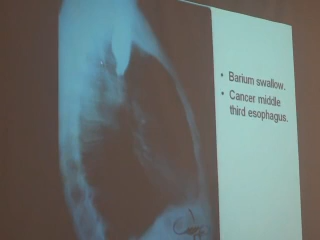 • Barium swallow.
• Cancer middle
third esophagus.